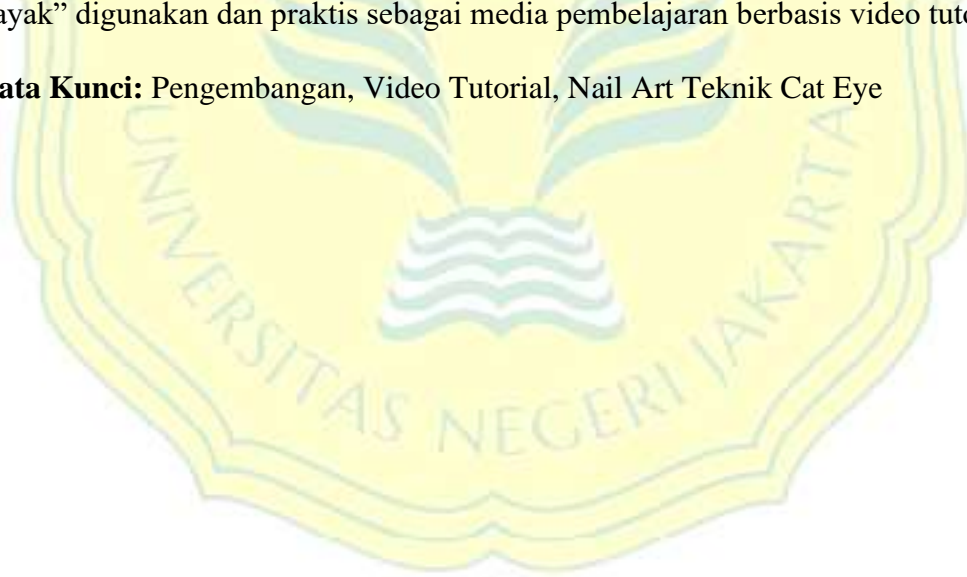 ayak” digunakan dan praktis sebagai media pembelajaran berbasis video tuto
ata Kunci: Pengembangan, Video Tutorial, Nail Art Teknik Cat Eye
UNIVERSITAS NEGERI JAKARTA